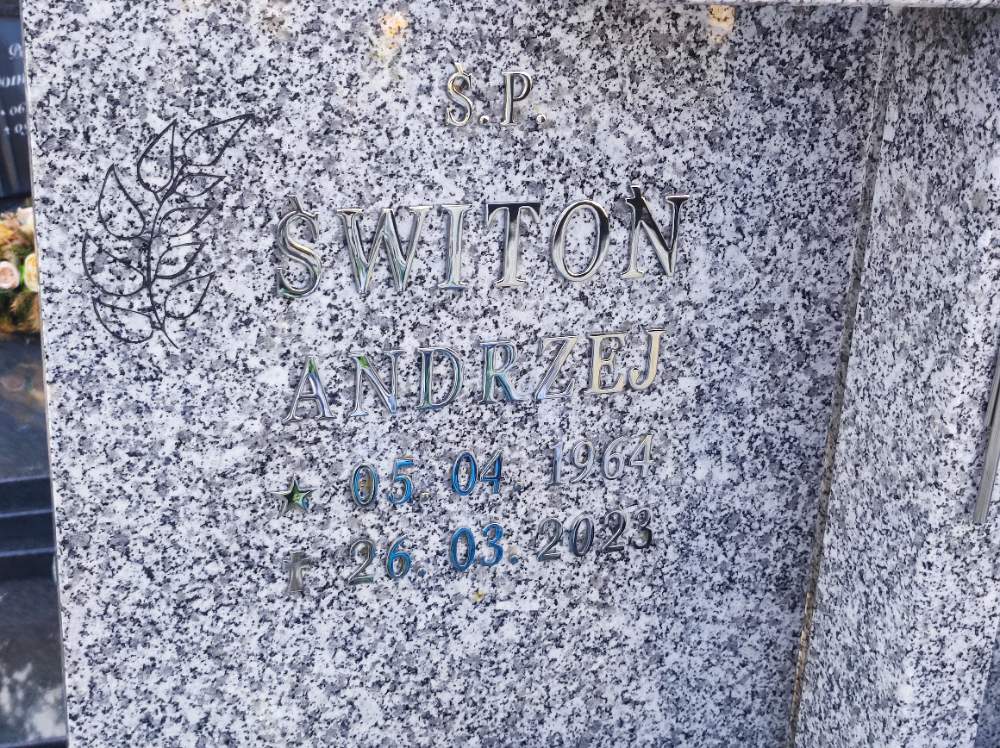 Ś.P.
ŚWITOŃ
ANDRZEJ
05. 04. 1964
26. 03. 2023